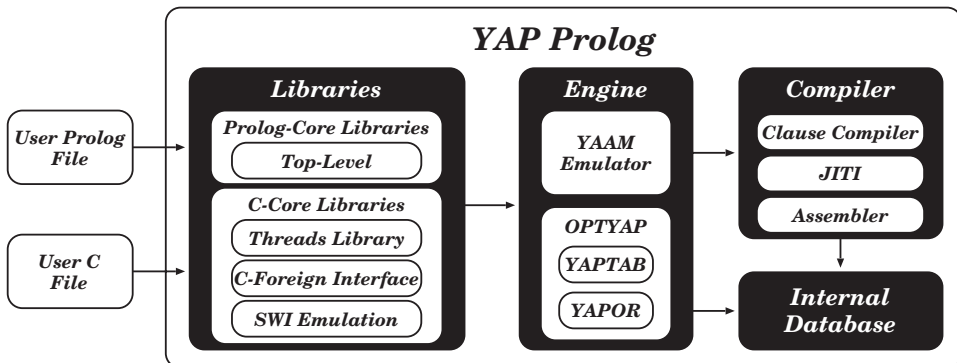 YAP Prolog
User Prolog
File
User C
File
Libraries
Prolog-Core Libraries
Top-Level
C-Core Libraries
Threads Library
C-Foreign Interface
SWI Emulation
Engine
YAAM
Emulator
OPTYAP
YAPTAB
YAPOR
Compiler
Clause Compiler
JITI
Assembler
Internal
Database